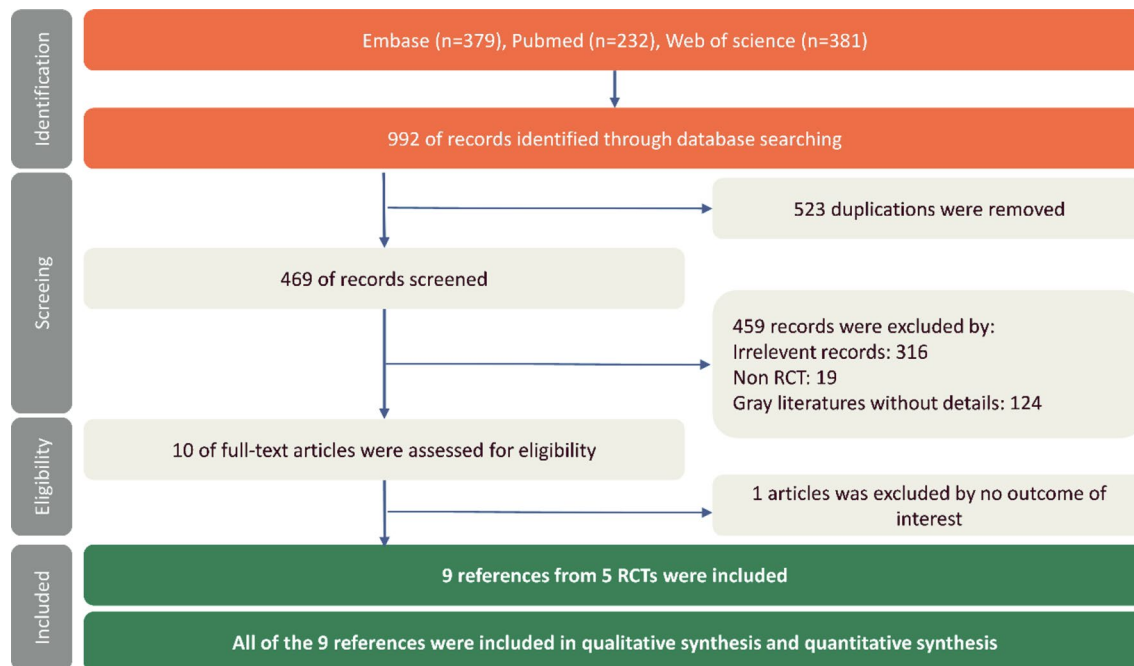 Identification
Embase (n=379), Pubmed (n=232), Web of science (n=381)
992 of records identified through database searching
Screeing
523 duplications were removed
469 of records screened
459 records were excluded by:
Irrelevent records: 316
Non RCT: 19
Gray literatures without details: 124
Eligibility
10 of full-text articles were assessed for eligibility
1 articles was excluded by no outcome of
interest
Included
9 references from 5 RCTs were included
All of the 9 references were included in qualitative synthesis and quantitative synthesis